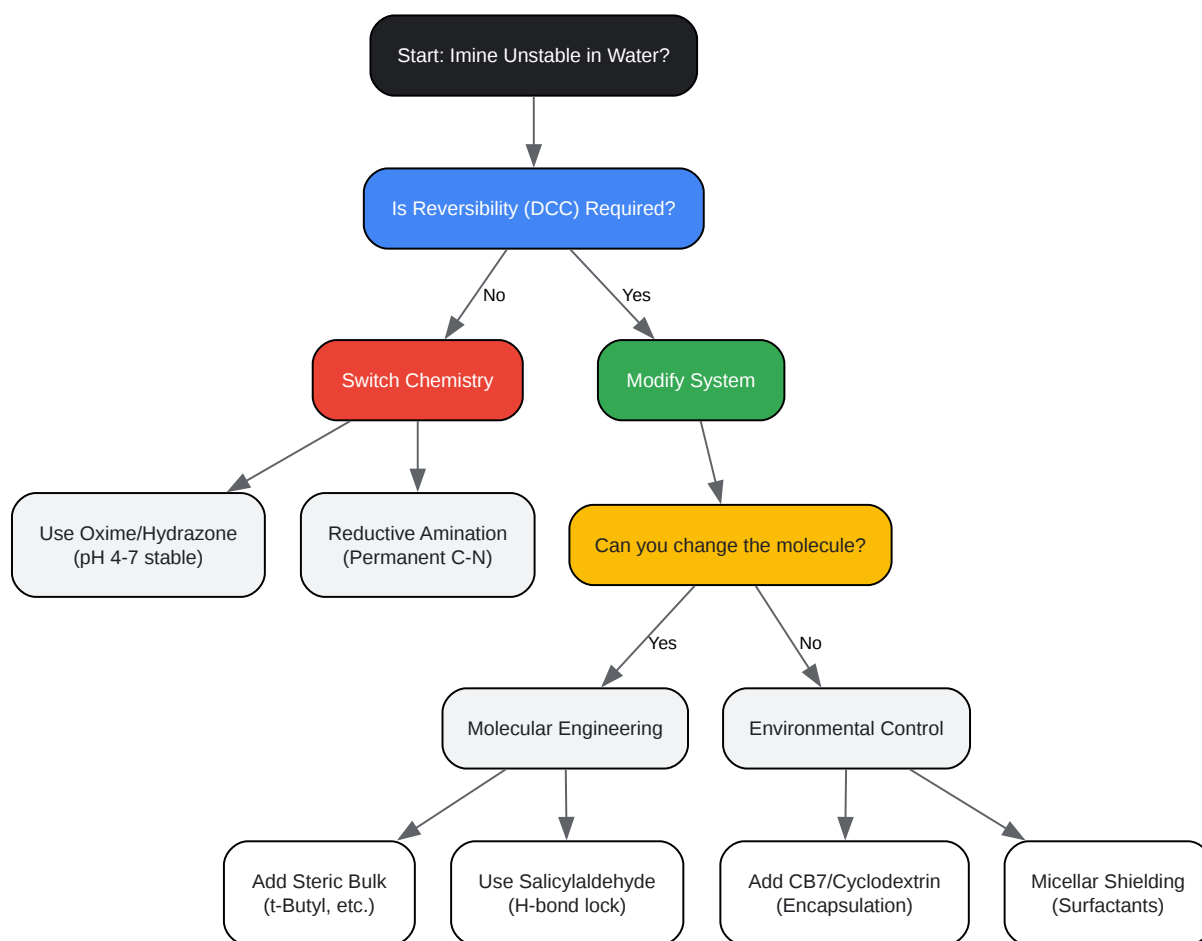 Start: Imine Unstable in Water?
Is Reversibility (DCC) Required?
No
Yes
Switch Chemistry
Modify System
Use Oxime/Hydrazone
(pH 4-7 stable)
Reductive Amination
(Permanent C-N)
Can you change the molecule?
Yes
No
Molecular Engineering
Environmental Control
Add Steric Bulk
(t-Butyl, etc.)
Use Salicylaldehyde
(H-bond lock)
Add CB7/Cyclodextrin
(Encapsulation)
Micellar Shielding
(Surfactants)